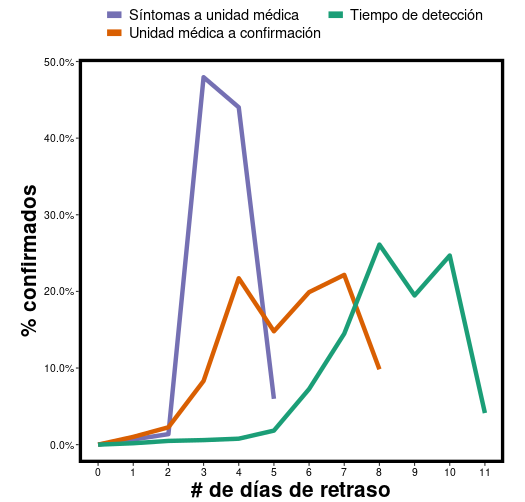 Síntomas a unidad médica
Tiempo de detección
Unidad médica a confirmación
50.0%
40.0%
30.0%
20.0%
10.0%
0.0%
% confirmados
0 1 2 3 4 5 6 7 8 9 10 11
# de días de retraso